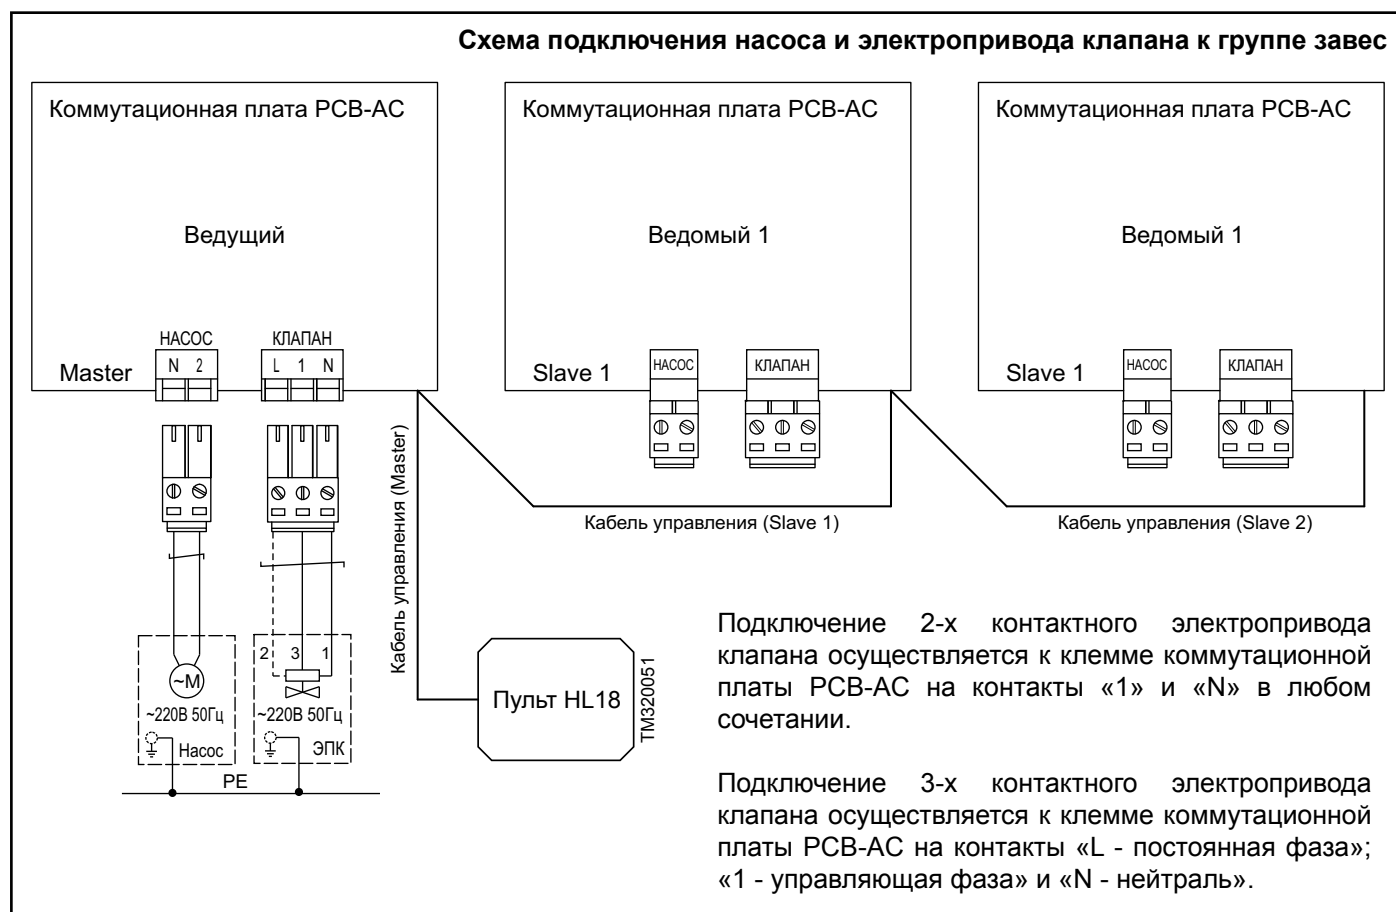 Схема подключения насоса и электропривода клапана к группе завес
Коммутационная плата PCB-AC
Ведущий
НАСОС
КЛАПАН
Master
N 2
L 1 N
Коммутационная плата PCB-AC
Ведомый 1
Slave 1
НАСОС
КЛАПАН
Коммутационная плата PCB-AC
Ведомый 1
Slave 1
НАСОС
КЛАПАН
Кабель управления (Master)
Кабель управления (Slave 1)
Кабель управления (Slave 2)
2 3 1
~M
~220В 50Гц
Насос
~220В 50Гц
ЭПК
PE
Пульт HL18
TM320051
Подключение 2-х контактного электропривода
клапана осуществляется к клемме коммутационной
платы PCB-AC на контакты «1» и «N» в любом
сочетании.
Подключение 3-х контактного электропривода
клапана осуществляется к клемме коммутационной
платы PCB-AC на контакты «L - постоянная фаза»;
«1 - управляющая фаза» и «N - нейтраль».